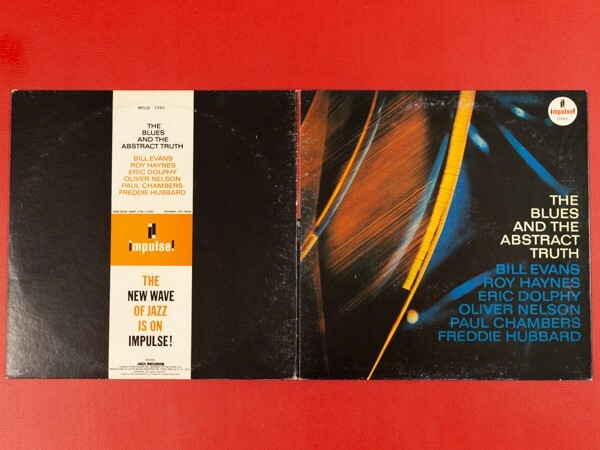 STEREO
THE
BLUES
AND THE
ABSTRACT TRUTH
BILL EVANS
ROY HAYNES
ERIC DOLPHY
OLIVER NELSON
PAUL CHAMBERS
FREDDIE HUBBARD
impulse!
THE
NEW WAVE
OF JAZZ
IS ON
IMPULSE!
impulse!
STEREO
THE
BLUES
AND THE
ABSTRACT
TRUTH
BILL EVANS
ROY HAYNES
ERIC DOLPHY
OLIVER NELSON
PAUL CHAMBERS
FREDDIE HUBBARD